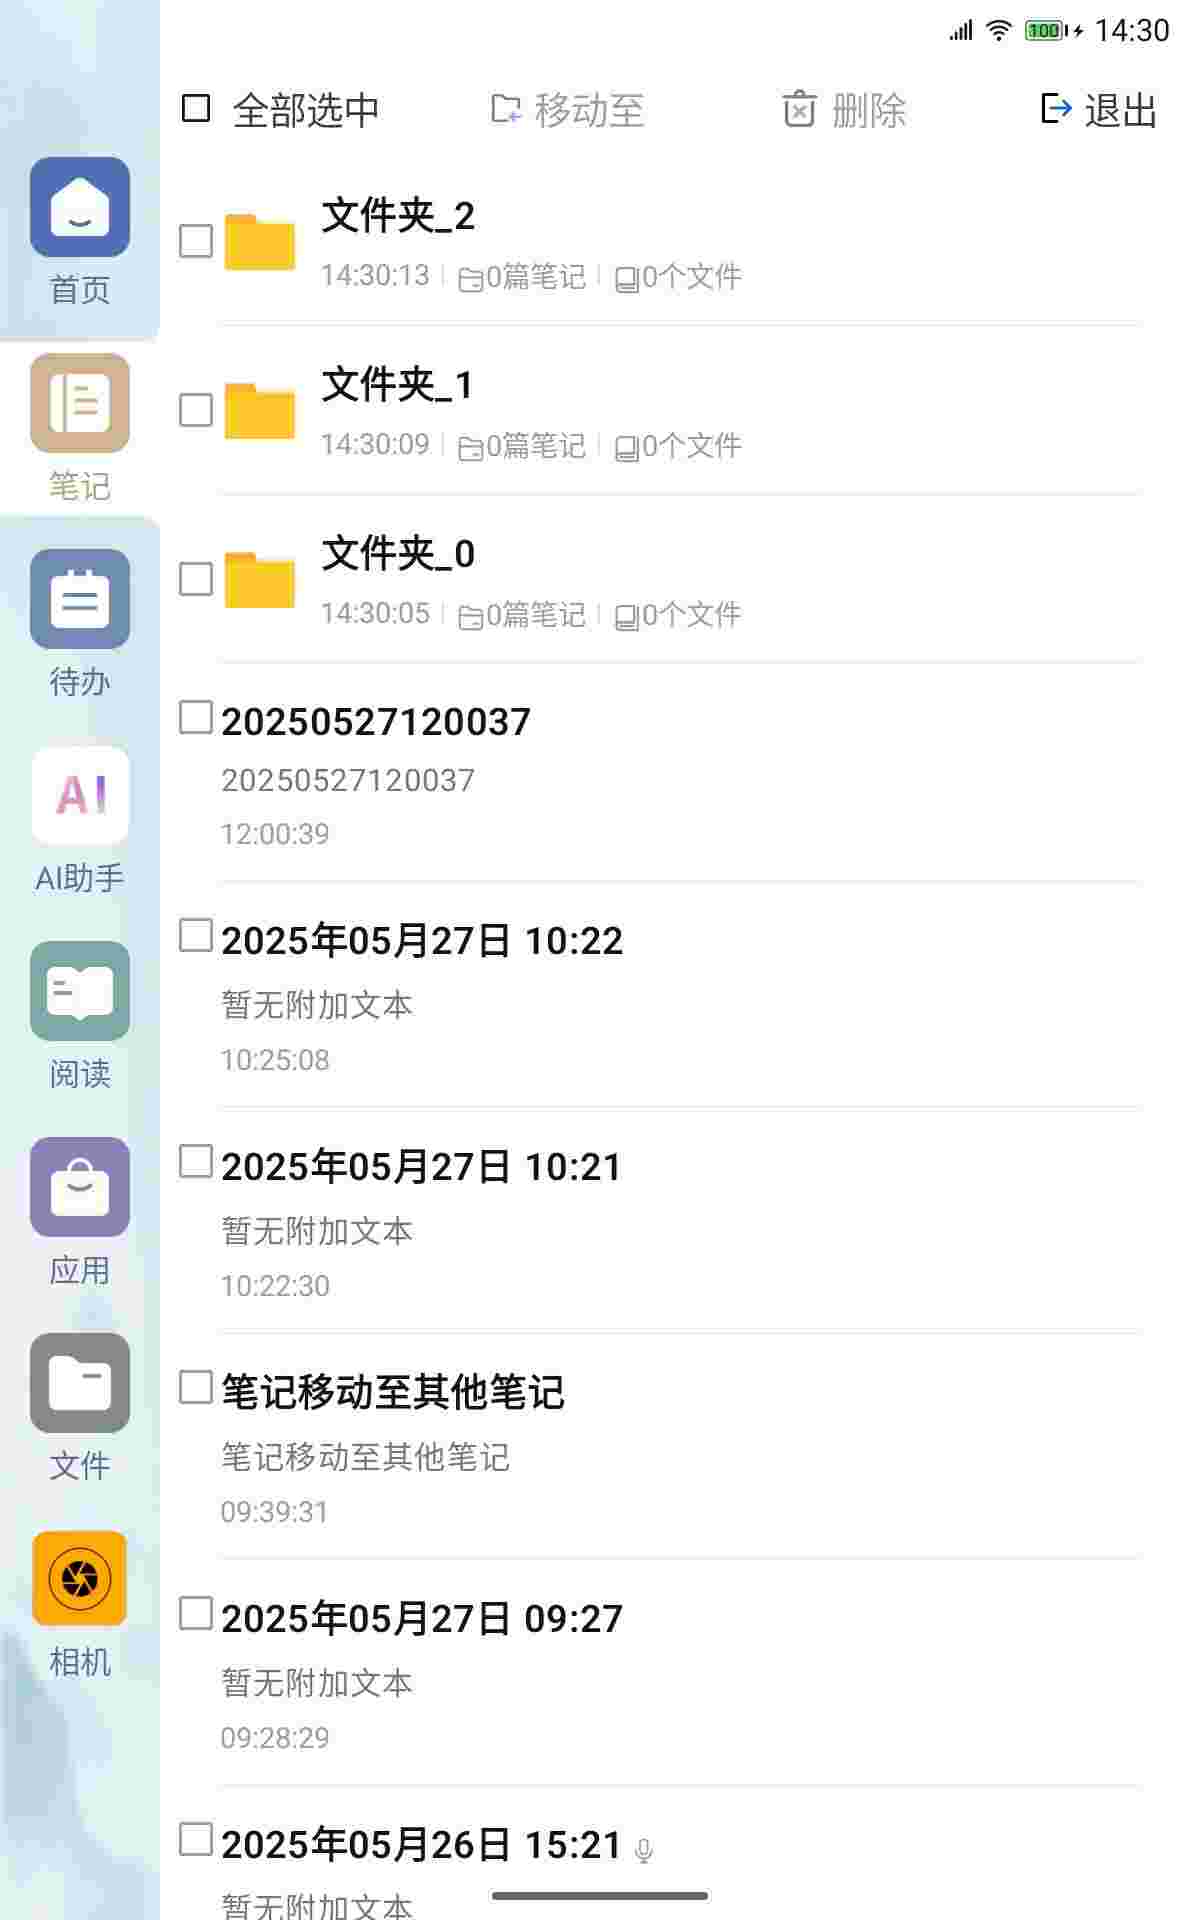 100 14:30
全部选中 移动至 删除 退出
首页
笔记
待办
AI
AI助手
阅读
应用
文件
相机
文件夹_2
14:30:13 0篇笔记 0个文件
文件夹_1
14:30:09 0篇笔记 0个文件
文件夹_0
14:30:05 0篇笔记 0个文件
20250527120037
20250527120037
12:00:39
2025年05月27日 10:22
暂无附加文本
10:25:08
2025年05月27日 10:21
暂无附加文本
10:22:30
笔记移动至其他笔记
笔记移动至其他笔记
09:39:31
2025年05月27日 09:27
暂无附加文本
09:28:29
2025年05月26日 15:21
暂无附加文本